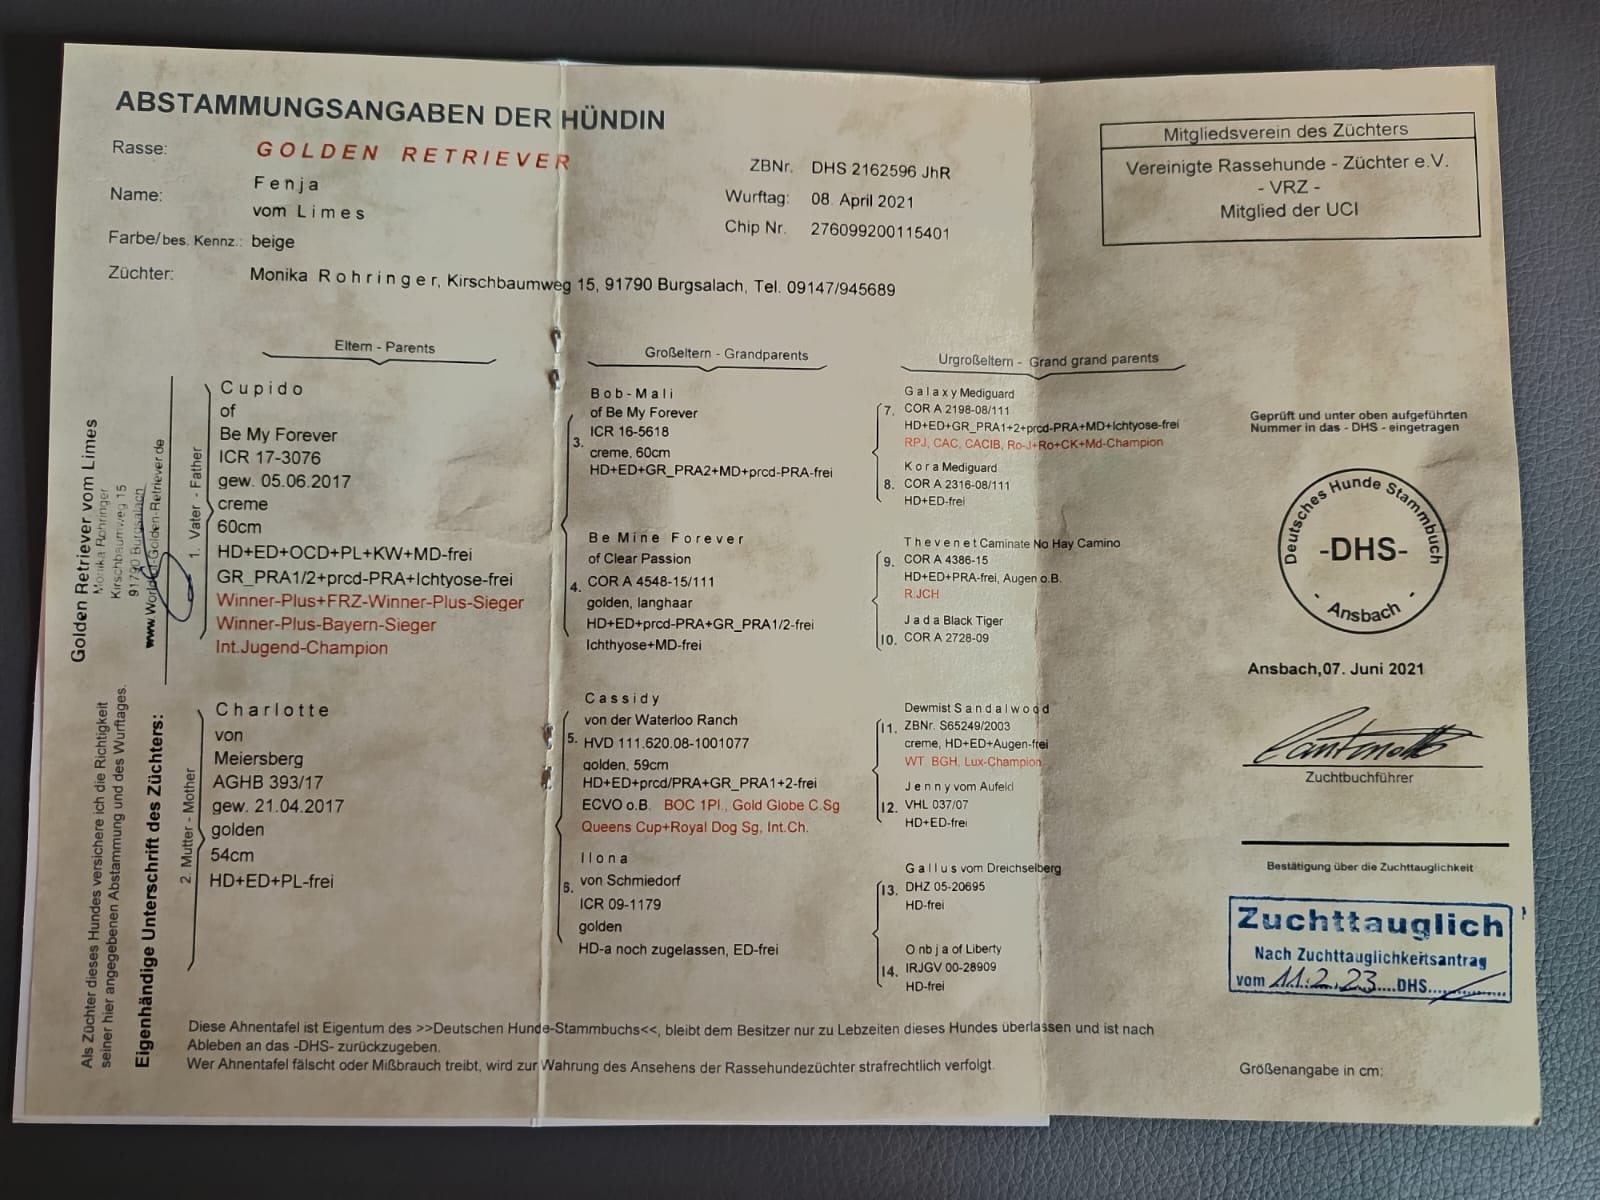 ABSTAMMUNGSANGABEN DER HÜNDIN
Rasse: GOLDEN RETRIEVER
Name: Fenja
vom Limes
Farbe/bes. Kennz.: beige
Züchter: Monika Rohringer, Kirschbaumweg 15, 91790 Burgsalach, Tel. 09147/945689
ZBNr. DHS 2162596 JhR
Wurftag: 08. April 2021
Chip Nr. 276099200115401
Mitgliedsverein des Züchters
Vereinigte Rassehunde - Züchter e.V.
- VRZ -
Mitglied der UCI
Eltern - Parents
1. Vater - Father
Cupido
of
Be My Forever
ICR 17-3076
gew. 05.06.2017
creme
60cm
HD+ED+OCD+PL+KW+MD-frei
GR_PRA1/2+prcd-PRA+Ichtyose-frei
Winner-Plus+FRZ-Winner-Plus-Sieger
Winner-Plus-Bayern-Sieger
Int.Jugend-Champion
2. Mutter - Mother
Charlotte
von
Meiersberg
AGHB 393/17
gew. 21.04.2017
golden
54cm
HD+ED+PL-frei
Großeltern - Grandparents
3.
Bob-Mali
of Be My Forever
ICR 16-5618
creme, 60cm
HD+ED+GR_PRA2+MD+prcd-PRA-frei
4.
Be Mine Forever
of Clear Passion
COR A 4548-15/111
golden, langhaar
HD+ED+prcd-PRA+GR_PRA1/2-frei
Ichthyose+MD-frei
5.
Cassidy
von der Waterloo Ranch
HVD 111.620.08-1001077
golden, 59cm
HD+ED+prcd/PRA+GR_PRA1+2-frei
ECVO o.B. BOC 1Pl., Gold Globe C.Sg
Queens Cup+Royal Dog Sg, Int.Ch.
6.
Ilona
von Schmiedorf
ICR 09-1179
golden
HD-a noch zugelassen, ED-frei
Urgroßeltern - Grand grand parents
7.
Galaxy Mediguard
COR A 2198-08/111
HD+ED+GR_PRA1+2+prcd-PRA+MD+Ichtyose-frei
RPJ, CAC, CACIB, Ro-J+Ro+CK+Md-Champion
8.
Kora Mediguard
COR A 2316-08/111
HD+ED-frei
9.
Thevenet Caminate No Hay Camino
COR A 4386-15
HD+ED+PRA-frei, Augen o.B.
R.JCH
10.
Jada Black Tiger
COR A 2728-09
11.
Dewmist Sandalwood
ZBNr. S65249/2003
creme, HD+ED+Augen-frei
WT BGH, Lux-Champion
12.
Jenny vom Aufeld
VHL 037/07
HD+ED-frei
13.
Gallus vom Dreichselberg
DHZ 05-20695
HD-frei
14.
Onbja of Liberty
IRJGV 00-28909
HD-frei
Geprüft und unter oben aufgeführten
Nummer in das - DHS - eingetragen
Deutsches Hunde Stammbuch
-DHS-
- Ansbach -
Ansbach,07. Juni 2021
Zuchtbuchführer
Bestätigung über die Zuchttauglichkeit
Zuchttauglich
Nach Zuchttauglichkeitsantrag
vom 11.2.23....DHS..............
Größenangabe in cm:
Diese Ahnentafel ist Eigentum des >>Deutschen Hunde-Stammbuchs<<, bleibt dem Besitzer nur zu Lebzeiten dieses Hundes überlassen und ist nach
Ableben an das -DHS- zurückzugeben.
Wer Ahnentafel fälscht oder Mißbrauch treibt, wird zur Wahrung des Ansehens der Rassehundezüchter strafrechtlich verfolgt.
Als Züchter dieses Hundes versichere ich die Richtigkeit
seiner hier angegebenen Abstammung und des Wurftages.
Eigenhändige Unterschrift des Züchters:
Golden Retriever vom Limes
Monika Rohringer
Kirschbaumweg 15
91790 Burgsalach
Golden-Retriever.de